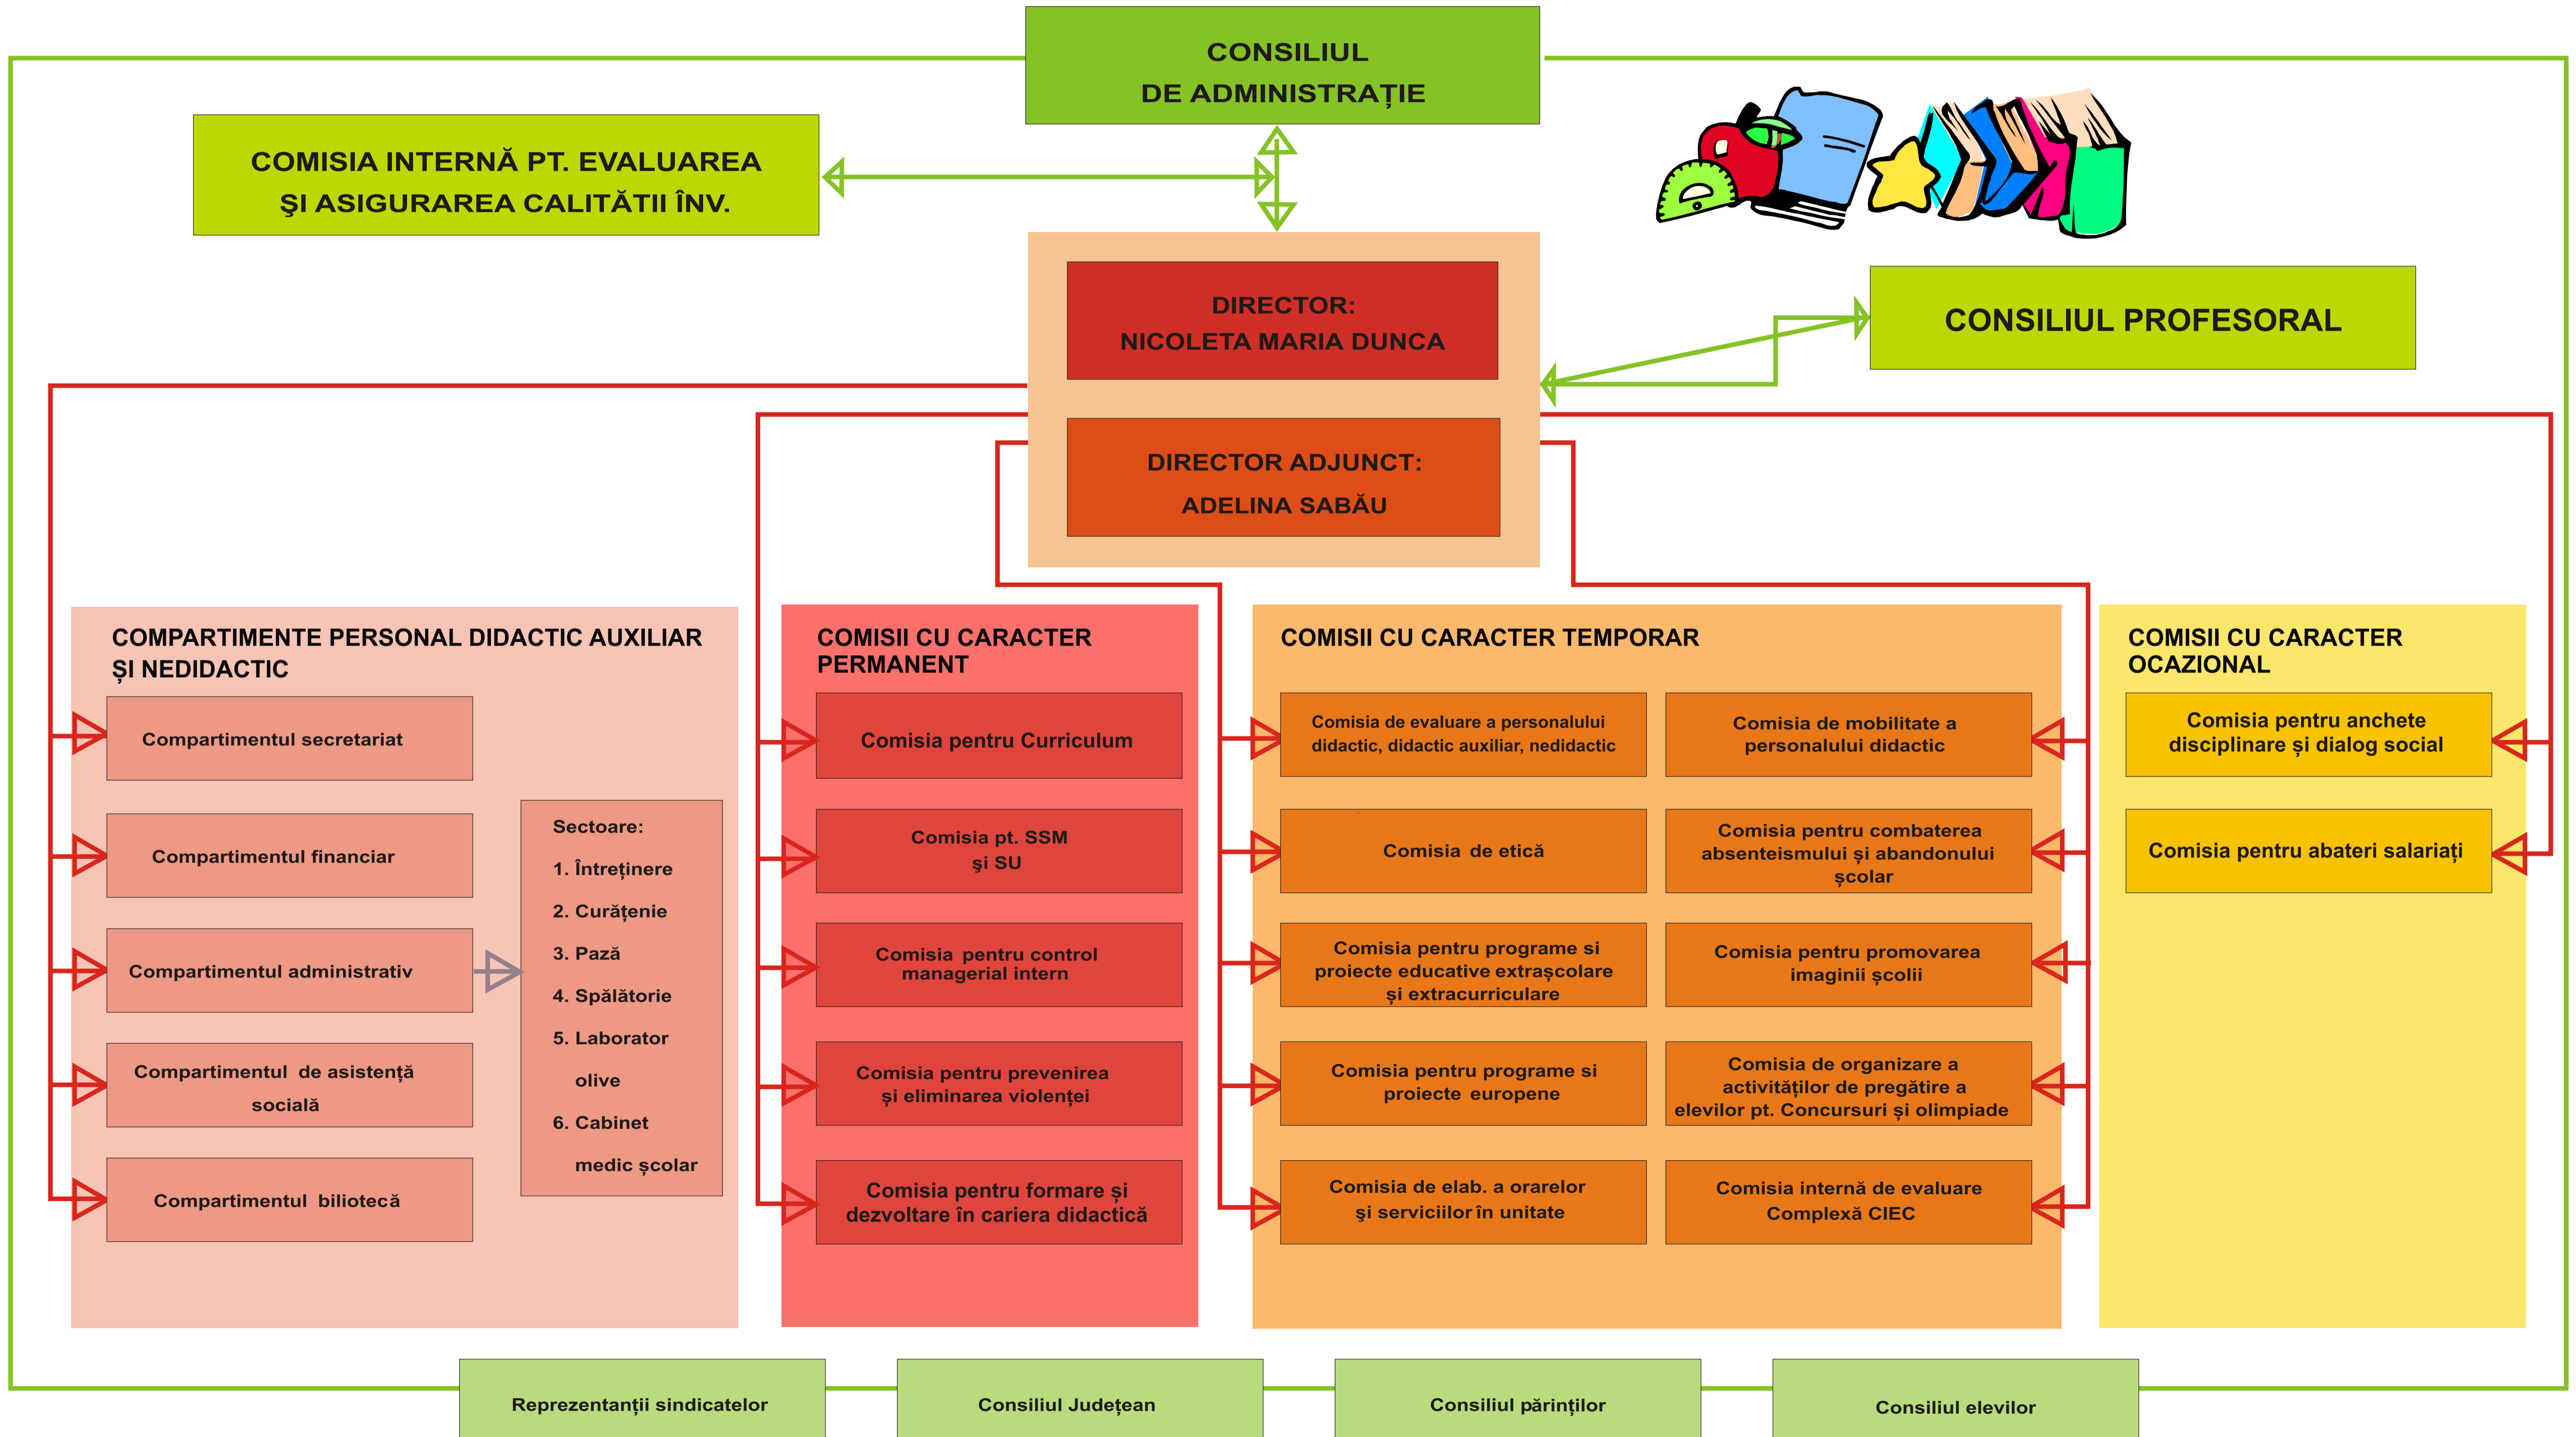 CONSILIUL
DE ADMINISTRAȚIE
COMISIA INTERNĂ PT. EVALUAREA
ŞI ASIGURAREA CALITĂTII ÎNV.
DIRECTOR:
NICOLETA MARIA DUNCA
CONSILIUL PROFESORAL
DIRECTOR ADJUNCT:
ADELINA SABĂU
COMPARTIMENTE PERSONAL DIDACTIC AUXILIAR
ȘI NEDIDACTIC
Compartimentul secretariat
Compartimentul financiar
Compartimentul administrativ
Compartimentul de asistență
socială
Compartimentul biliotecă
Sectoare:
1. Întreținere
2. Curățenie
3. Pază
4. Spălătorie
5. Laborator
olive
6. Cabinet
medic școlar
COMISII CU CARACTER
PERMANENT
Comisia pentru Curriculum
Comisia pt. SSM
şi SU
Comisia pentru control
managerial intern
Comisia pentru prevenirea
și eliminarea violenței
Comisia pentru formare și
dezvoltare în cariera didactică
COMISII CU CARACTER TEMPORAR
Comisia de evaluare a personalului
didactic, didactic auxiliar, nedidactic
Comisia de etică
Comisia pentru programe si
proiecte educative extrașcolare
și extracurriculare
Comisia pentru programe si
proiecte europene
Comisia de elab. a orarelor
şi serviciilor în unitate
Comisia de mobilitate a
personalului didactic
Comisia pentru combaterea
absenteismului și abandonului
școlar
Comisia pentru promovarea
imaginii școlii
Comisia de organizare a
activităților de pregătire a
elevilor pt. Concursuri și olimpiade
Comisia internă de evaluare
Complexă CIEC
COMISII CU CARACTER
OCAZIONAL
Comisia pentru anchete
disciplinare și dialog social
Comisia pentru abateri salariați
Reprezentanții sindicatelor
Consiliul Județean
Consiliul părinților
Consiliul elevilor